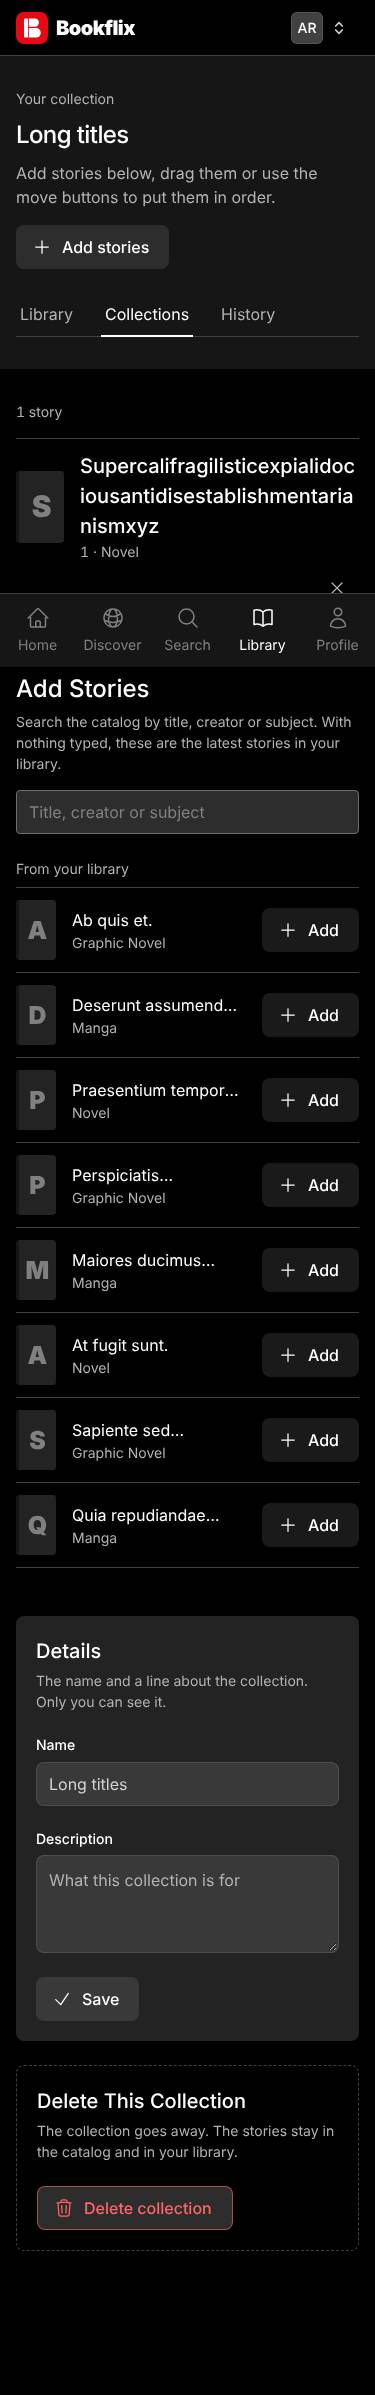 Bookflix
AR
Your collection
Long titles
Add stories below, drag them or use the
move buttons to put them in order.
Add stories
Library Collections History
1 story
S
Supercalifragilisticexpialidoc
iousantidisestablishmentaria
nismxyz
1 · Novel
Home Discover Search Library Profile
Add Stories
Search the catalog by title, creator or subject. With
nothing typed, these are the latest stories in your
library.
Title, creator or subject
From your library
A
Ab quis et.
Graphic Novel
Add
D
Deserunt assumend...
Manga
Add
P
Praesentium tempor...
Novel
Add
P
Perspiciatis...
Graphic Novel
Add
M
Maiores ducimus...
Manga
Add
A
At fugit sunt.
Novel
Add
S
Sapiente sed...
Graphic Novel
Add
Q
Quia repudiandae...
Manga
Add
Details
The name and a line about the collection.
Only you can see it.
Name
Long titles
Description
What this collection is for
Save
Delete This Collection
The collection goes away. The stories stay in
the catalog and in your library.
Delete collection